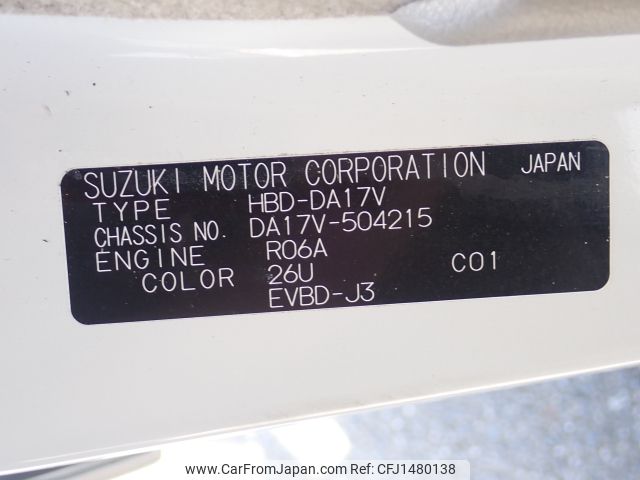 SUZUKI MOTOR CORPORATION JAPAN
TYPE HBD-DA17V
CHASSIS NO. DA17V-504215
ENGINE R06A
COLOR 26U C01
EVBD-J3
www.CarFromJapan.com | Ref No: CFJ1480138